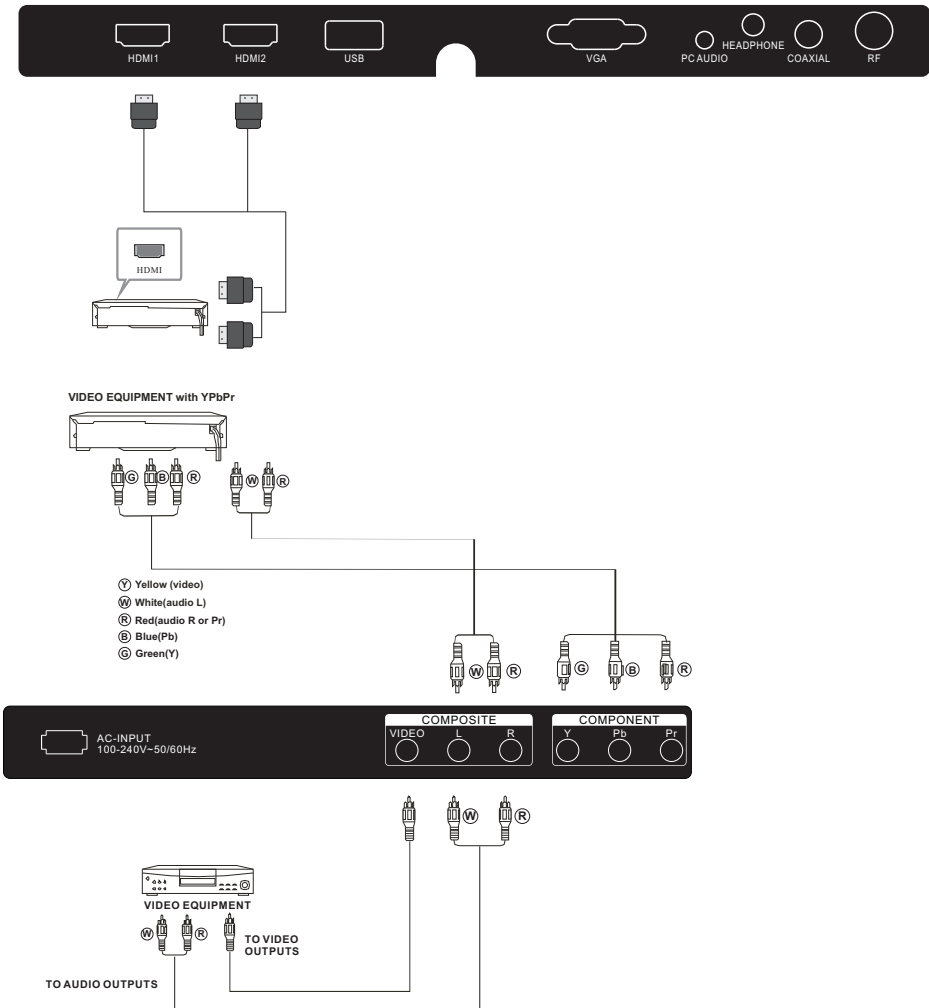 HDMI1 HDMI2 USB VGA PC AUDIO HEADPHONE COAXIAL RF
HDMI
VIDEO EQUIPMENT with YPbPr
G B R W R
Y Yellow (video)
W White(audio L)
R Red(audio R or Pr)
B Blue(Pb)
G Green(Y)
W R G B R
AC-INPUT
100-240V~50/60Hz
COMPOSITE
VIDEO L R
COMPONENT
Y Pb Pr
W R
VIDEO EQUIPMENT
W R
TO VIDEO
OUTPUTS
TO AUDIO OUTPUTS